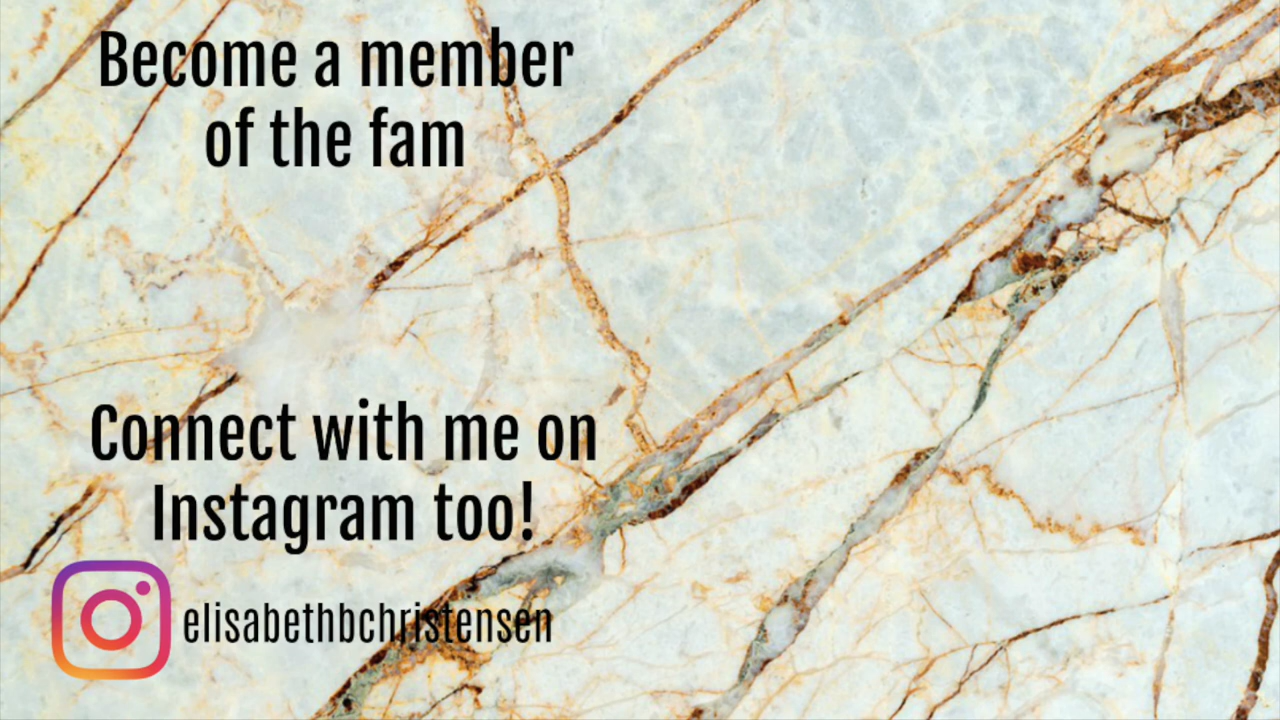 Become a member
of the fam
Connect with me on
Instagram too!
elisabethbchristensen